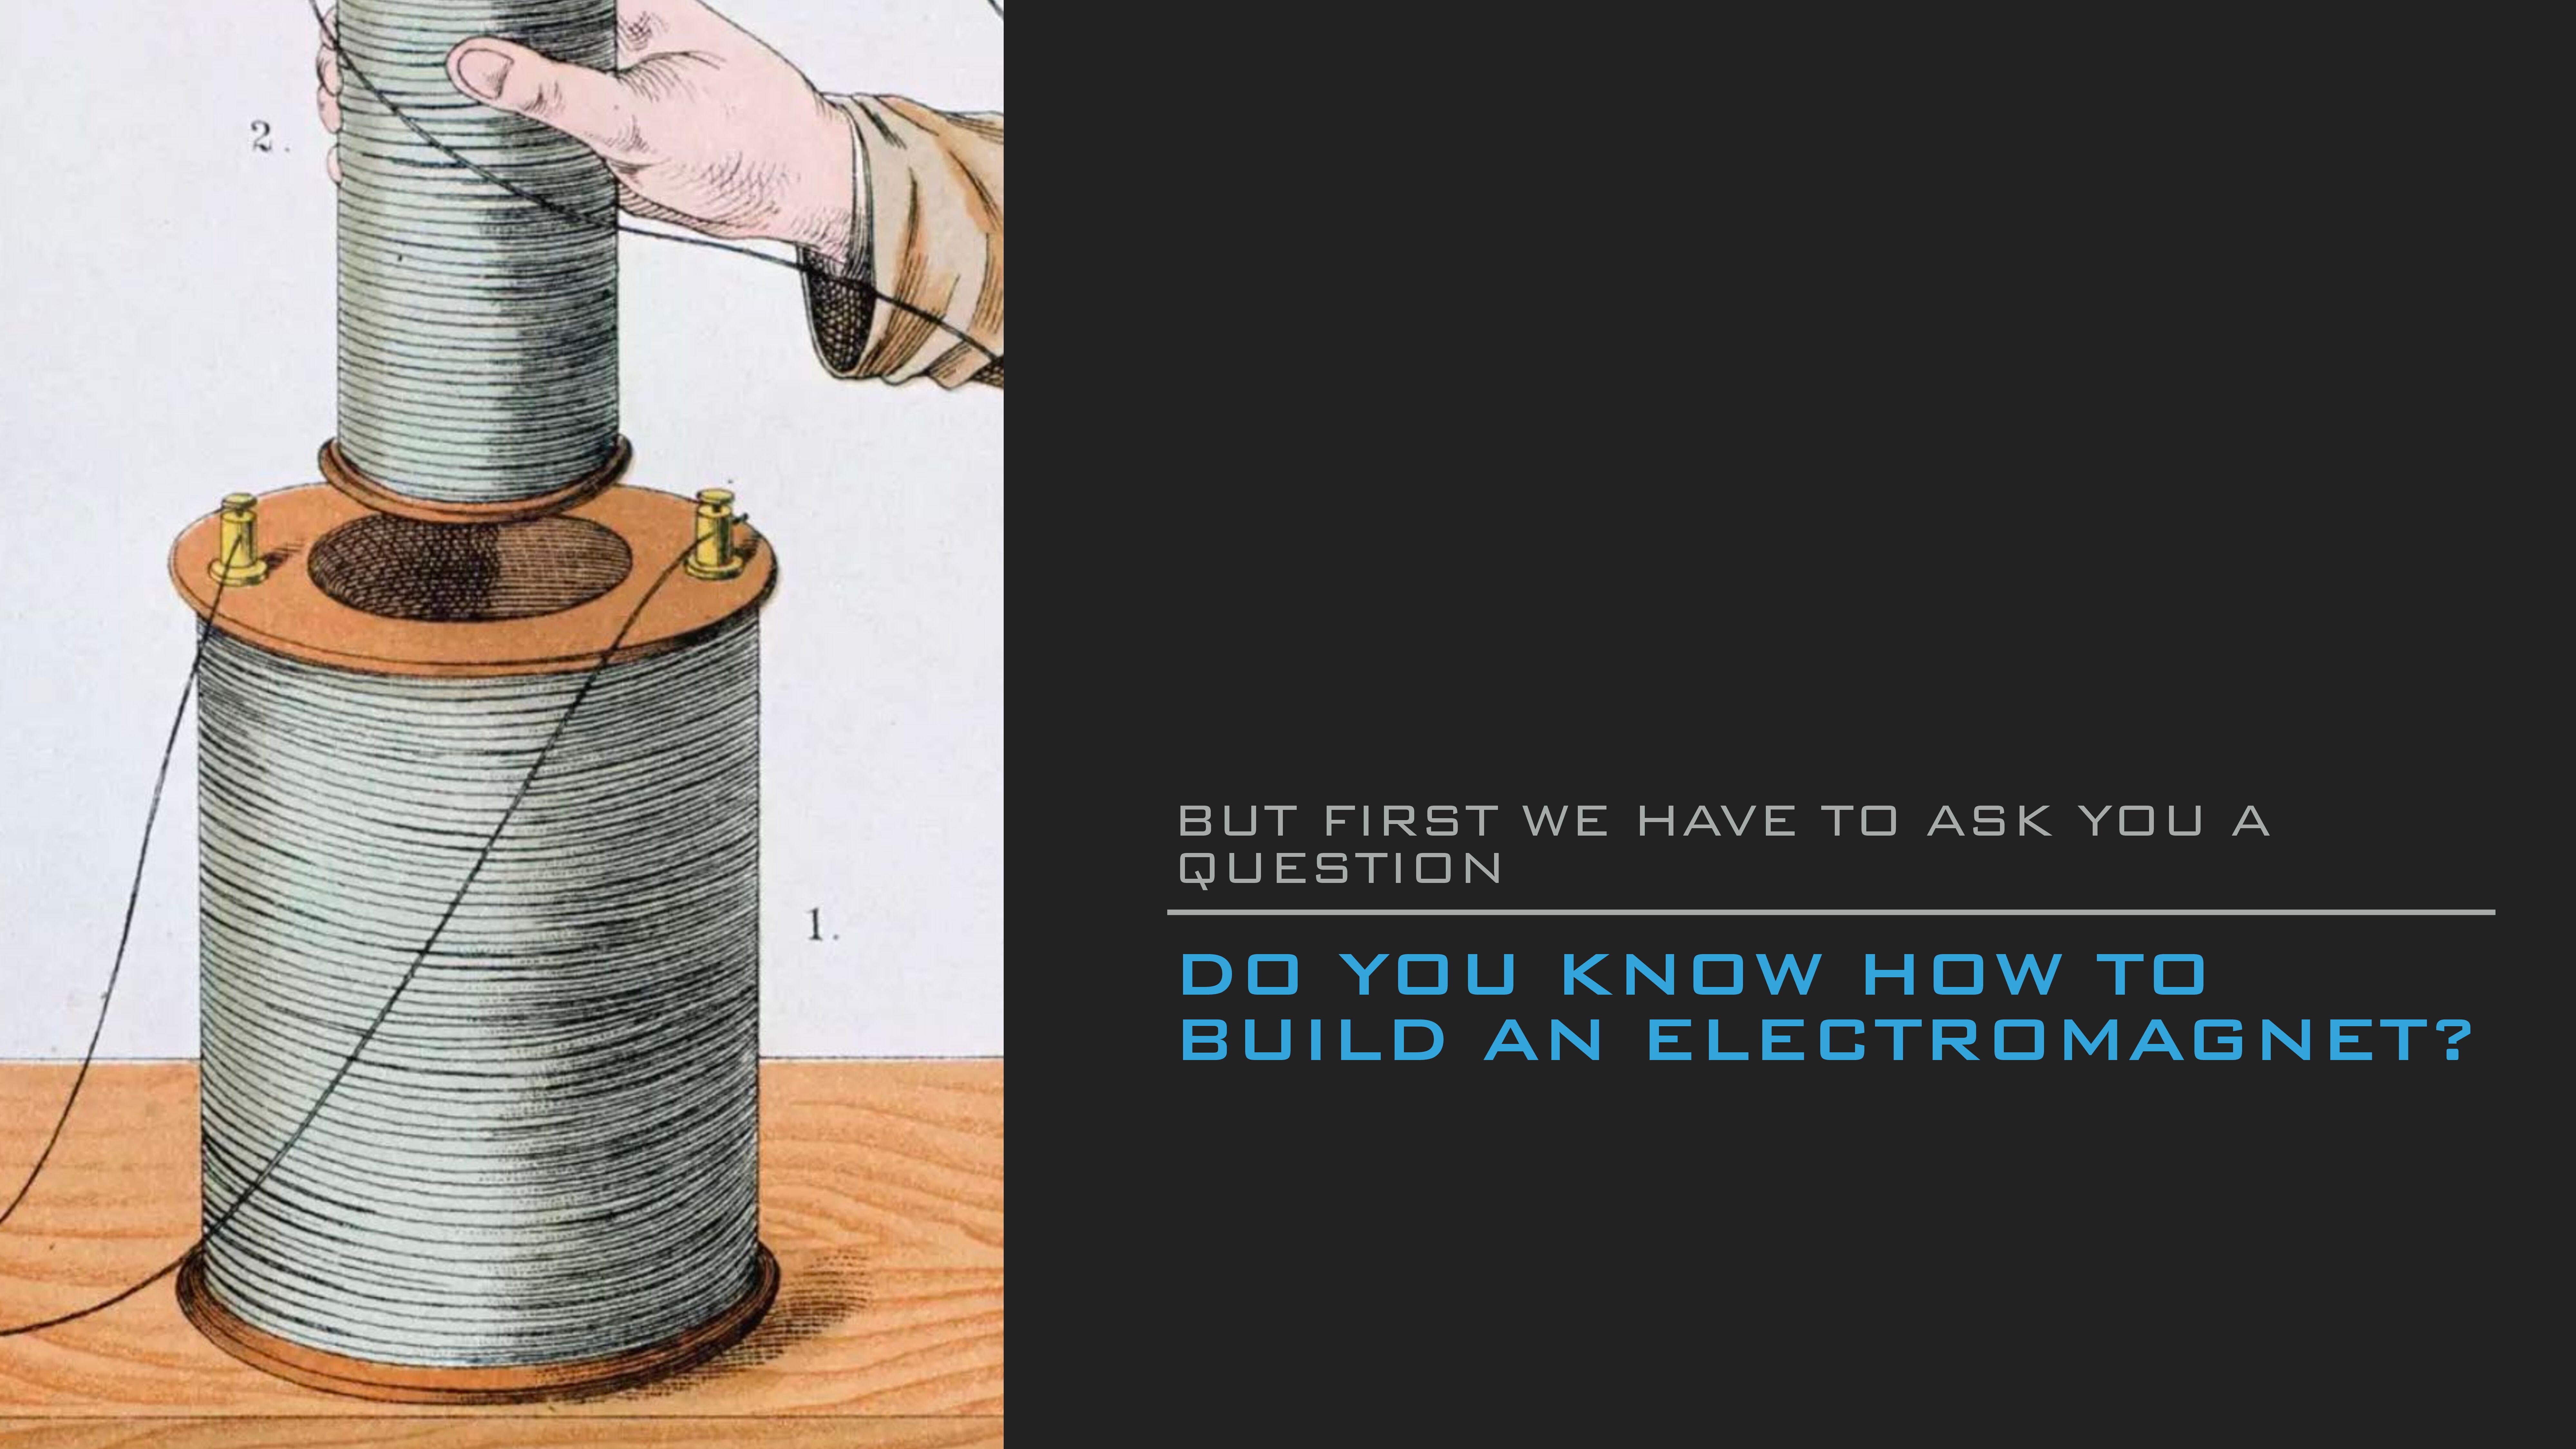 2.
1.
BUT FIRST WE HAVE TO ASK YOU A
QUESTION
DO YOU KNOW HOW TO
BUILD AN ELECTROMAGNET?